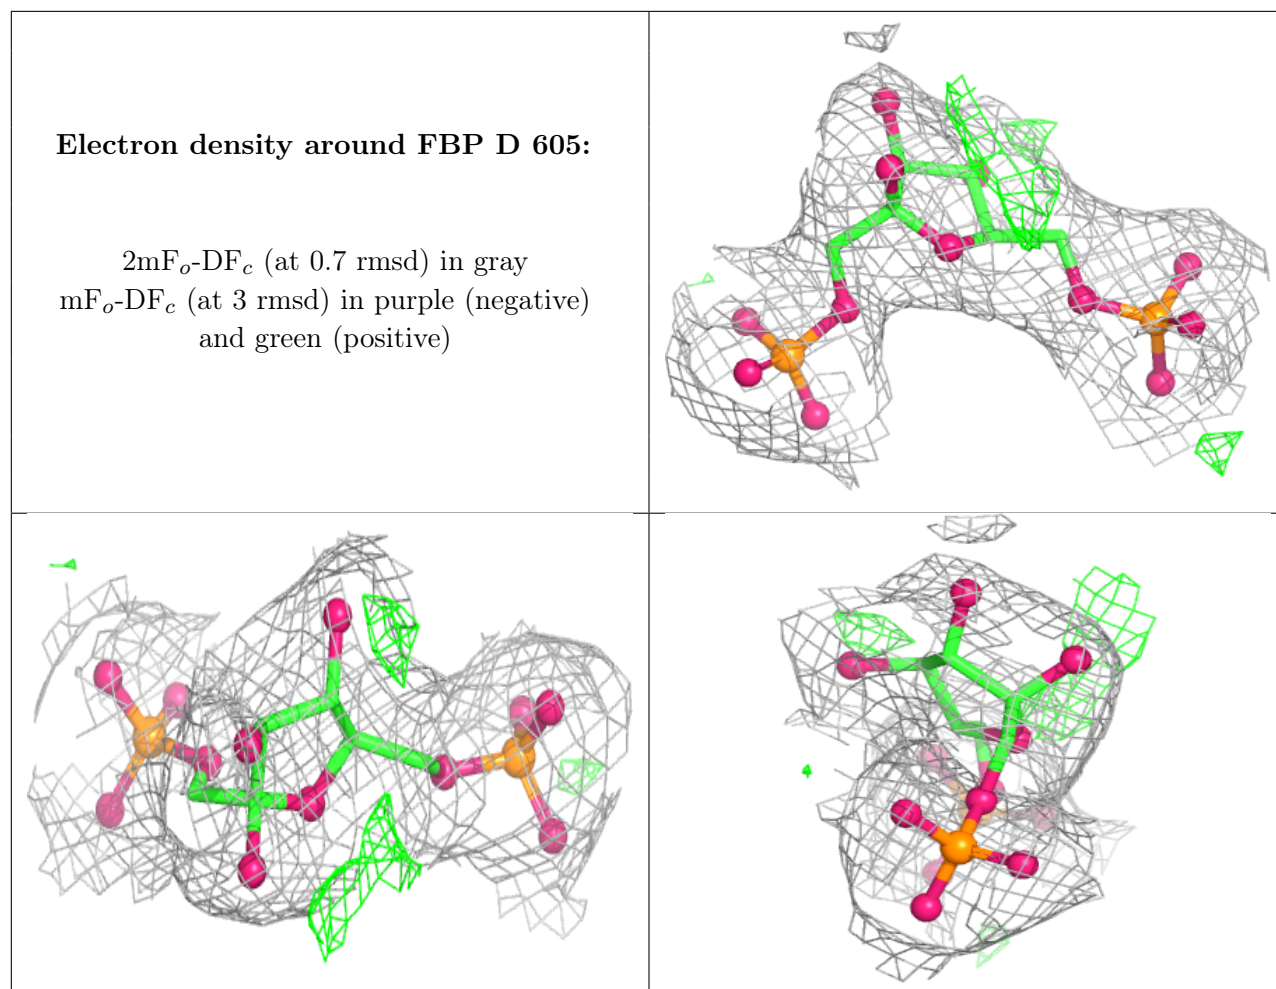 Electron density around FBP D 605:
2mFo-DFc (at 0.7 rmsd) in gray
mFo-DFc (at 3 rmsd) in purple (negative)
and green (positive)